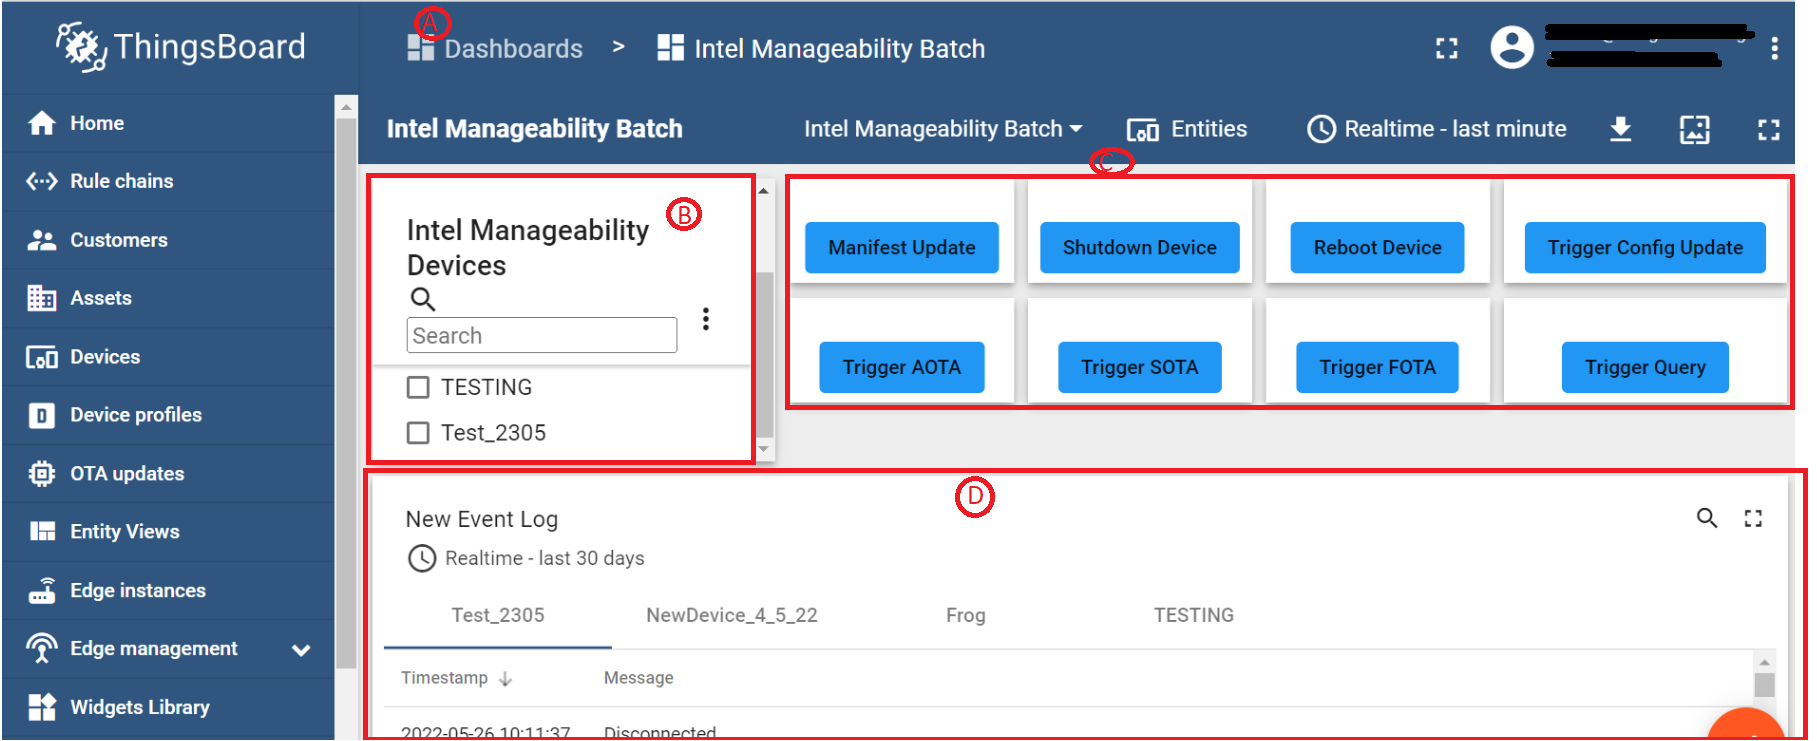 ThingsBoard
A
Dashboards > Intel Manageability Batch
Home
Rule chains
Customers
Assets
Devices
Device profiles
D
OTA updates
Entity Views
Edge instances
Edge management
Widgets Library
Intel Manageability Batch
Intel Manageability Batch
Entities
Realtime - last minute
B
Intel Manageability
Devices
Search
TESTING
Test_2305
C
Manifest Update
Shutdown Device
Reboot Device
Trigger Config Update
Trigger AOTA
Trigger SOTA
Trigger FOTA
Trigger Query
D
New Event Log
Realtime - last 30 days
Test_2305
NewDevice_4_5_22
Frog
TESTING
Timestamp
Message
2022-05-26 10:11:37
Disconnected